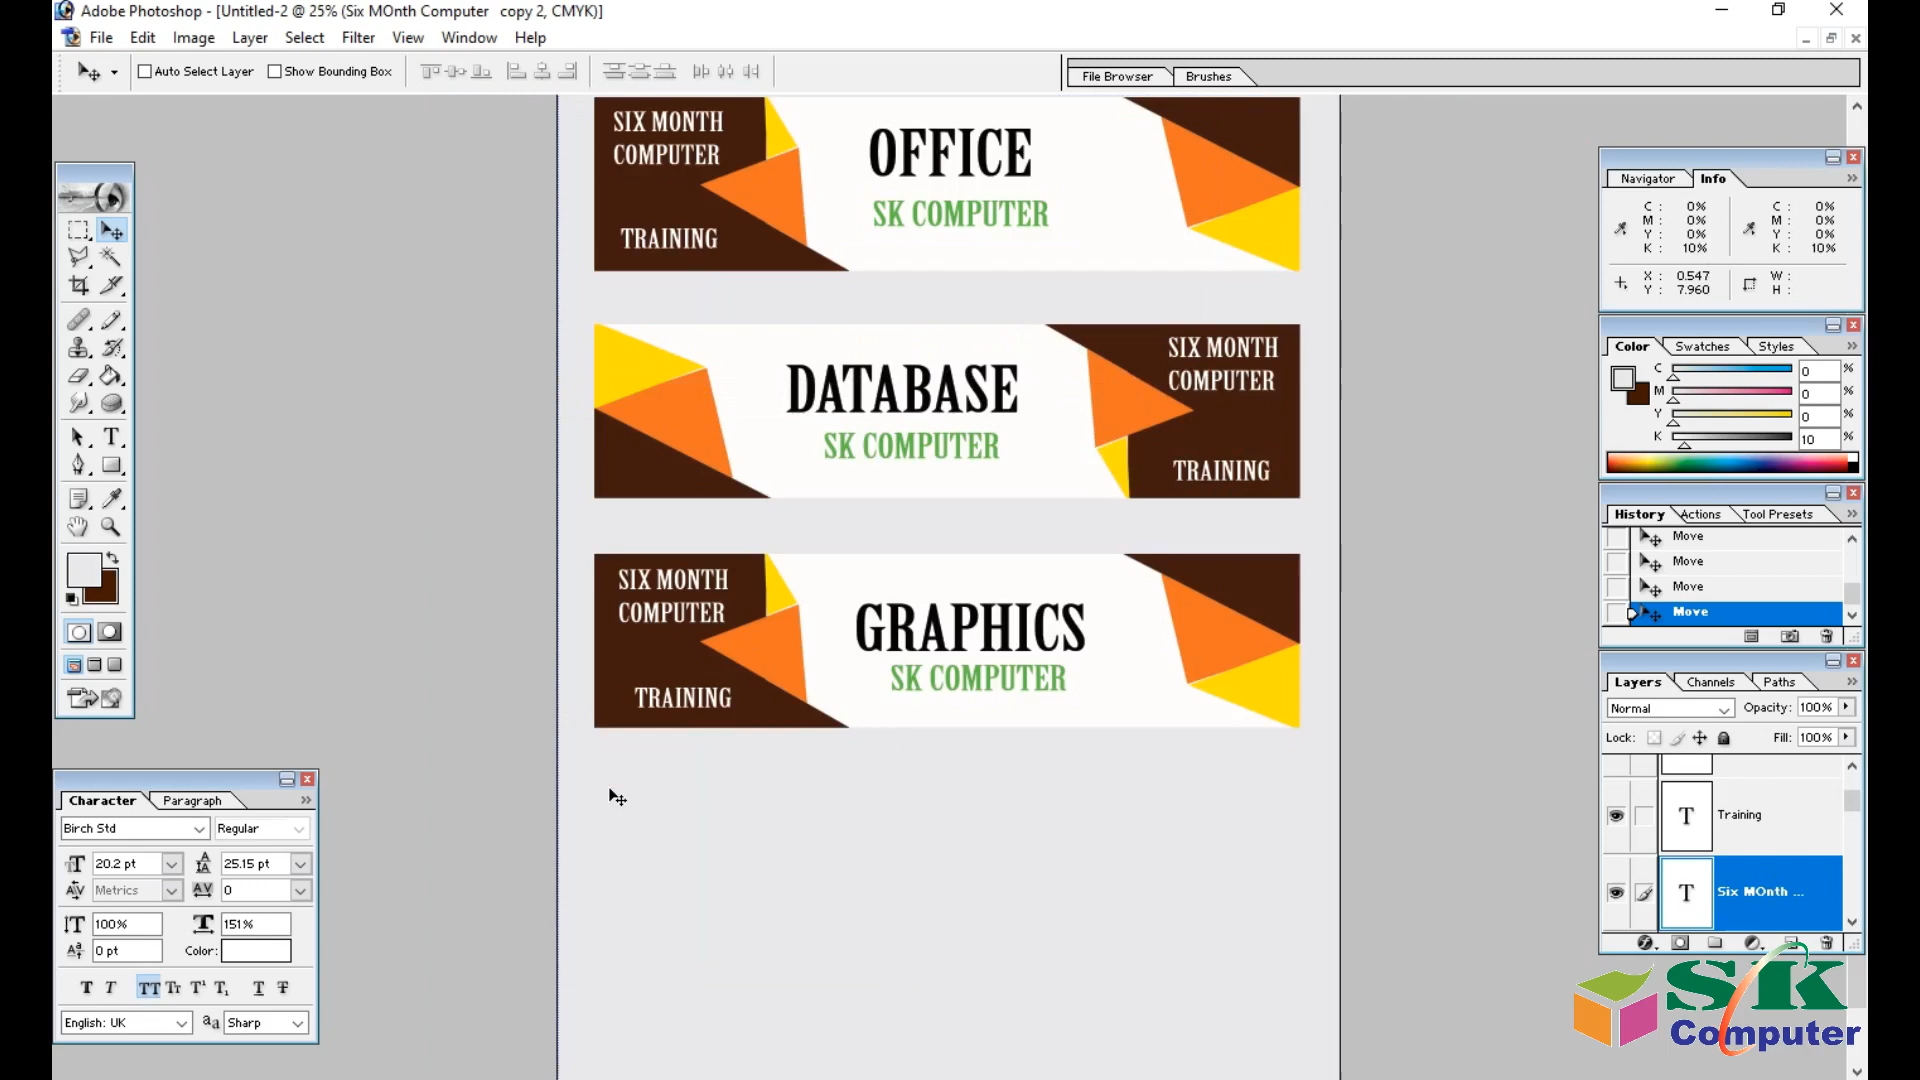 Adobe Photoshop - [Untitled-2 @ 25% (Six MOnth Computer copy 2, CMYK)]
File Edit Image Layer Select Filter View Window Help
Auto Select Layer Show Bounding Box
File Browser Brushes
SIX MONTH
COMPUTER
TRAINING
OFFICE
SK COMPUTER
DATABASE
SK COMPUTER
SIX MONTH
COMPUTER
TRAINING
SIX MONTH
COMPUTER
TRAINING
GRAPHICS
SK COMPUTER
Navigator Info
C : 0% C : 0%
M : 0% M : 0%
Y : 0% Y : 0%
K : 10% K : 10%
X : 0.547 W :
Y : 7.960 H :
Color Swatches Styles
C 0 %
M 0 %
Y 0 %
K 10 %
History Actions Tool Presets
Move
Move
Move
Move
Layers Channels Paths
Normal Opacity: 100%
Lock: Fill: 100%
T Training
T Six MOnth ...
Character Paragraph
Birch Std Regular
20.2 pt 25.15 pt
Metrics 0
100% 151%
0 pt Color:
T T TT Tr T¹ T₁ T T
English: UK aa Sharp
SK
Computer